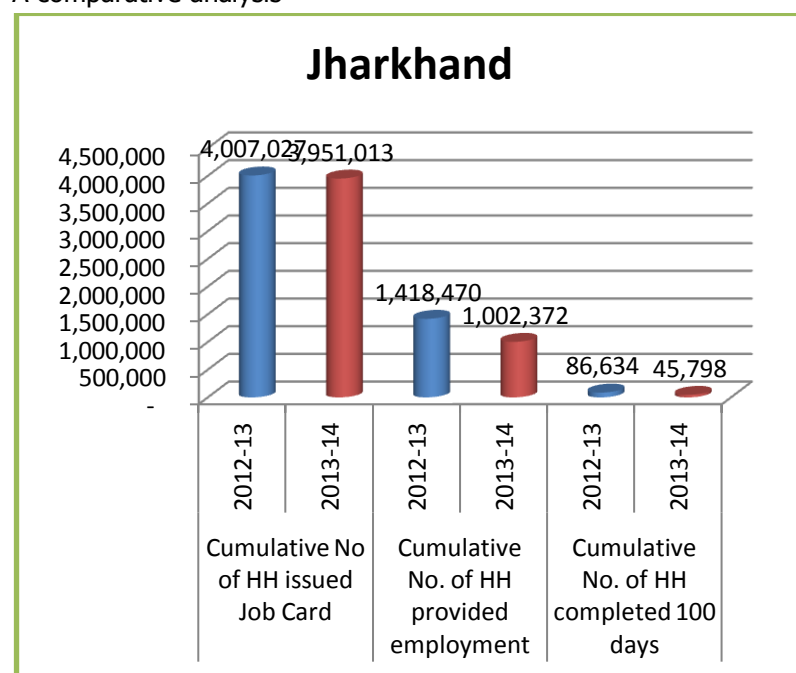 A comparative analysis
Jharkhand
4,500,000
4,000,000
3,500,000
3,000,000
2,500,000
2,000,000
1,500,000
1,000,000
500,000
-
4,007,027
3,951,013
1,418,470
1,002,372
86,634
45,798
2012-13
2013-14
2012-13
2013-14
2012-13
2013-14
Cumulative No
of HH issued
Job Card
Cumulative
No. of HH
provided
employment
Cumulative
No. of HH
completed 100
days